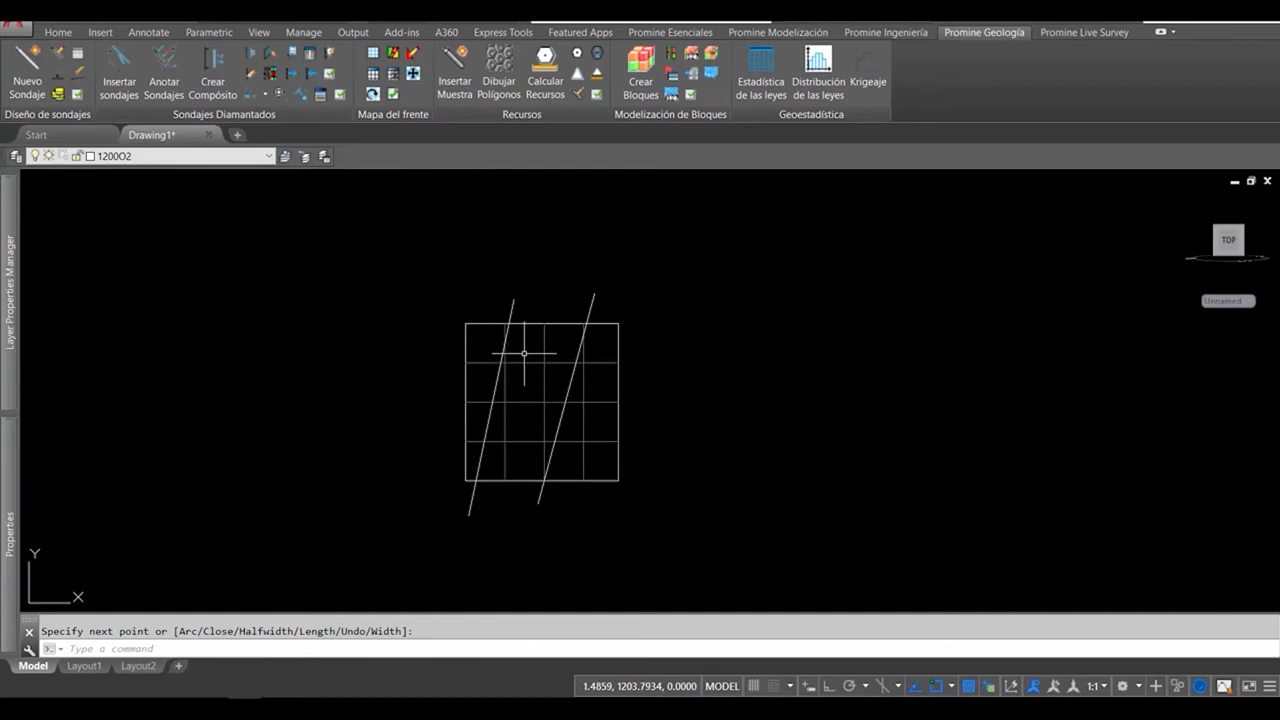 Home Insert Annotate Parametric View Manage Output Add-ins A360 Express Tools Featured Apps Promine Esenciales Promine Modelización Promine Ingeniería Promine Geología Promine Live Survey
Nuevo Sondaje
Insertar sondajes
Anotar Sondajes
Crear Compósito
Insertar Muestra
Dibujar Polígonos
Calcular Recursos
Crear Bloques
Estadística de las leyes
Distribución de las leyes
Krigeaje
Diseño de sondajes Sondajes Diamantados Mapa del frente Recursos Modelización de Bloques Geoestadística
Start Drawing1*
1200O2
Layer Properties Manager
TOP
Unnamed
Properties
Y
X
Specify next point or [Arc/Close/Halfwidth/Length/Undo/Width]:
Type a command
Model Layout1 Layout2
1.4859, 1203.7934, 0.0000 MODEL 1:1